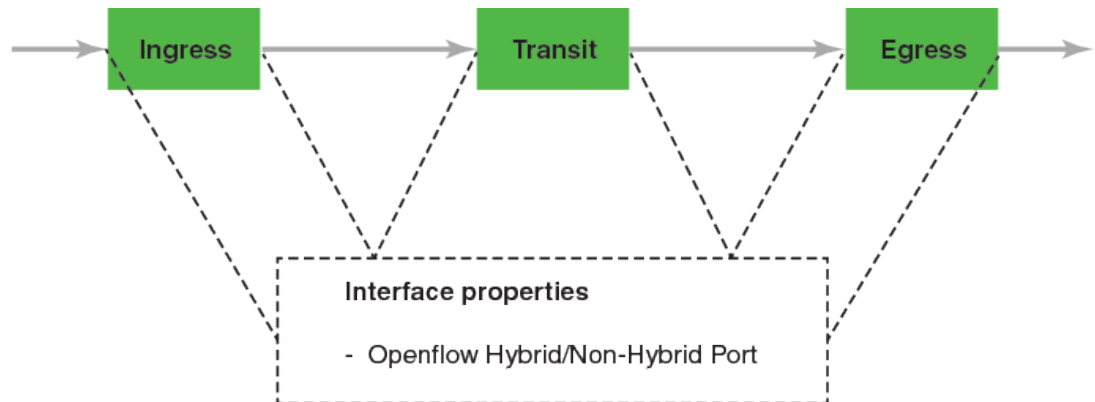 Ingress
Transit
Egress
Interface properties
- Openflow Hybrid/Non-Hybrid Port